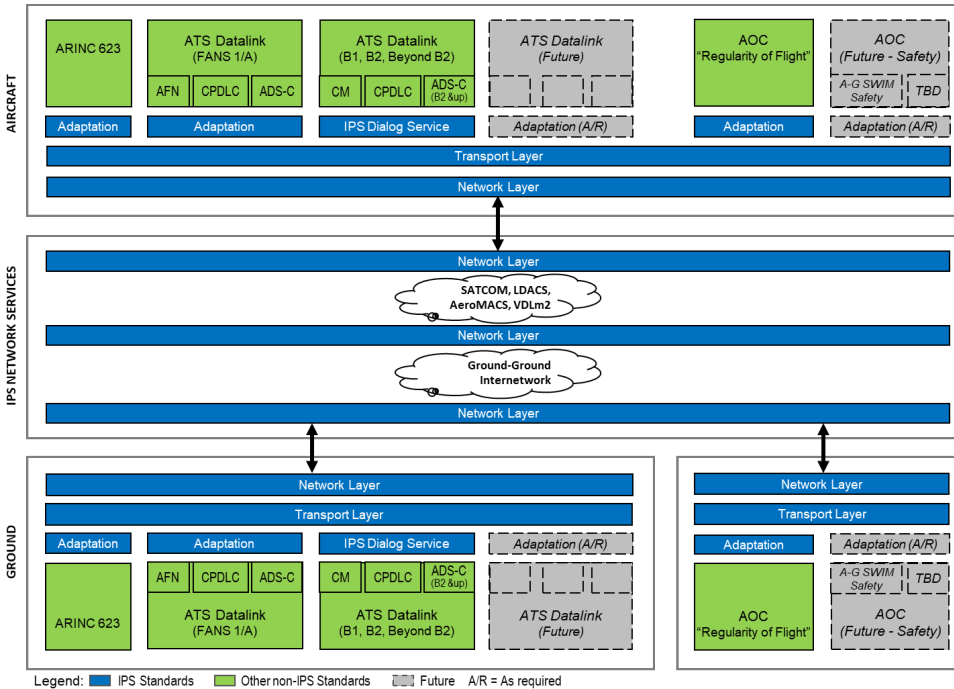 AIRCRAFT
ARINC 623
ATS Datalink
(FANS 1/A)
AFN
CPDLC
ADS-C
ATS Datalink
(B1, B2, Beyond B2)
CM
CPDLC
ADS-C
(B2 &up)
ATS Datalink
(Future)
AOC
“Regularity of Flight”
AOC
(Future - Safety)
A-G SWIM
Safety
TBD
Adaptation
Adaptation
IPS Dialog Service
Adaptation (A/R)
Adaptation
Adaptation (A/R)
Transport Layer
Network Layer
IPS NETWORK SERVICES
Network Layer
SATCOM, LDACS,
AeroMACS, VDLm2
Network Layer
Ground-Ground
Internetwork
Network Layer
GROUND
Network Layer
Transport Layer
Adaptation
Adaptation
IPS Dialog Service
Adaptation (A/R)
ARINC 623
AFN
CPDLC
ADS-C
ATS Datalink
(FANS 1/A)
CM
CPDLC
ADS-C
(B2 &up)
ATS Datalink
(B1, B2, Beyond B2)
ATS Datalink
(Future)
Network Layer
Transport Layer
Adaptation
Adaptation (A/R)
AOC
“Regularity of Flight”
A-G SWIM
Safety
TBD
AOC
(Future - Safety)
Legend: IPS Standards Other non-IPS Standards Future A/R = As required